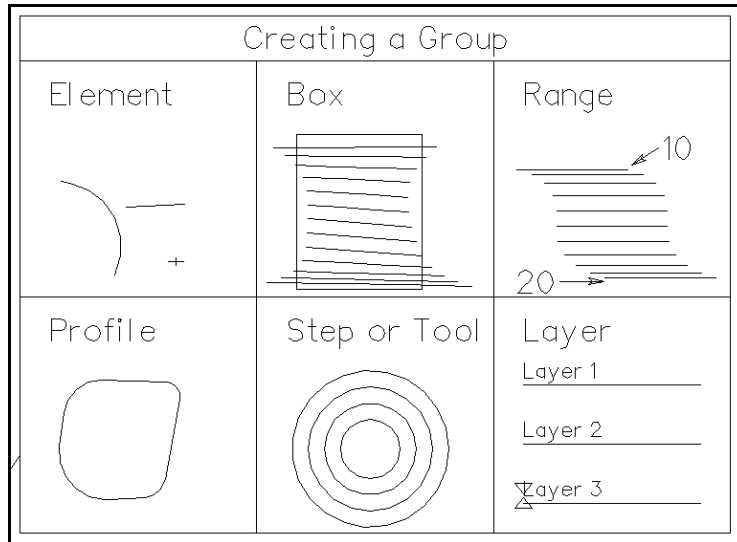 Creating a Group
Element
Box
Range
10
20
Profile
Step or Tool
Layer
Layer 1
Layer 2
Layer 3